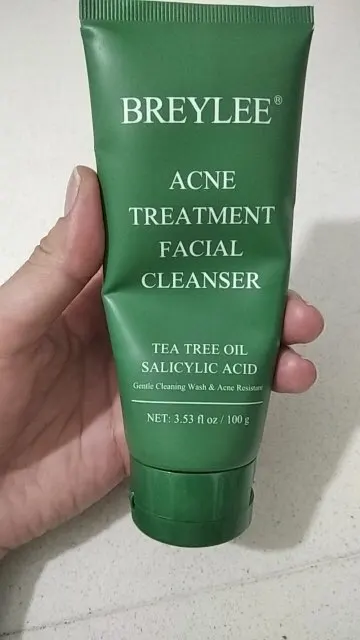 BREYLEE®
ACNE
TREATMENT
FACIAL
CLEANSER
TEA TREE OIL
SALICYLIC ACID
Gentle Cleaning Wash & Acne Resistant
NET: 3.53 fl oz / 100 g